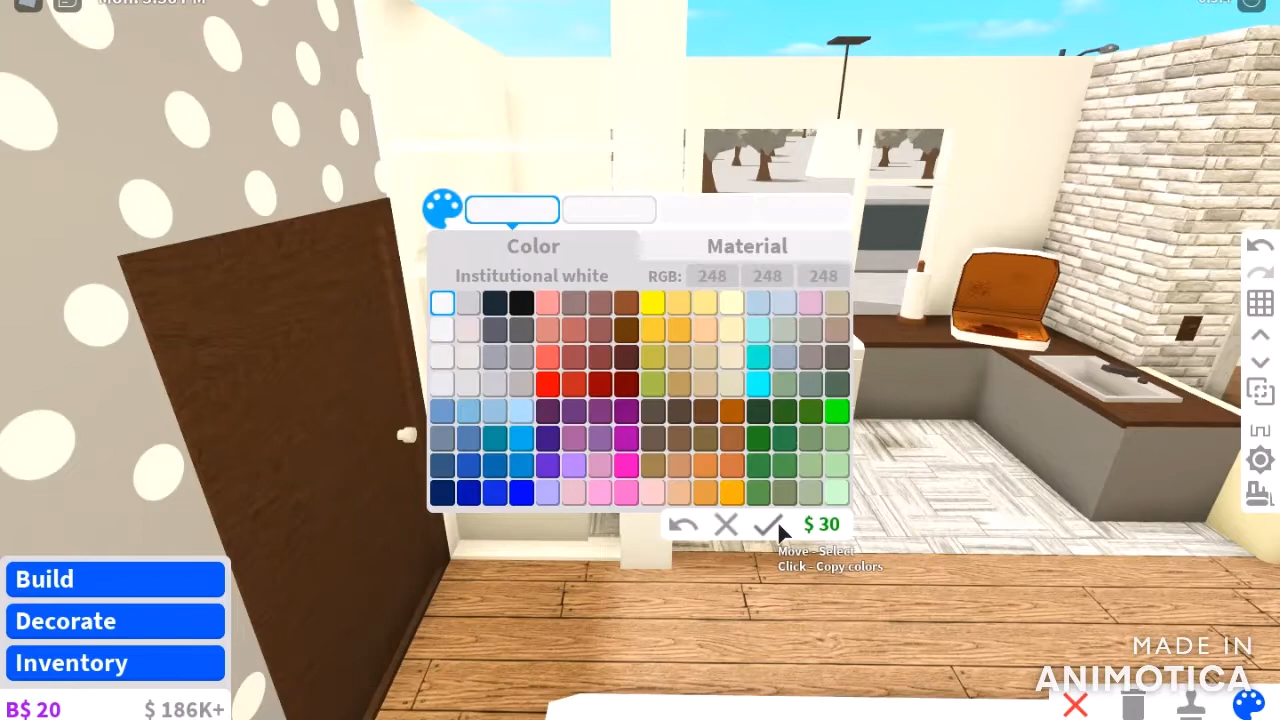 Color
Material
Institutional white
RGB: 248 248 248
$ 30
Move - Select
Click - Copy colors
Build
Decorate
Inventory
B$ 20
$ 186K+
MADE IN
ANIMOTICA